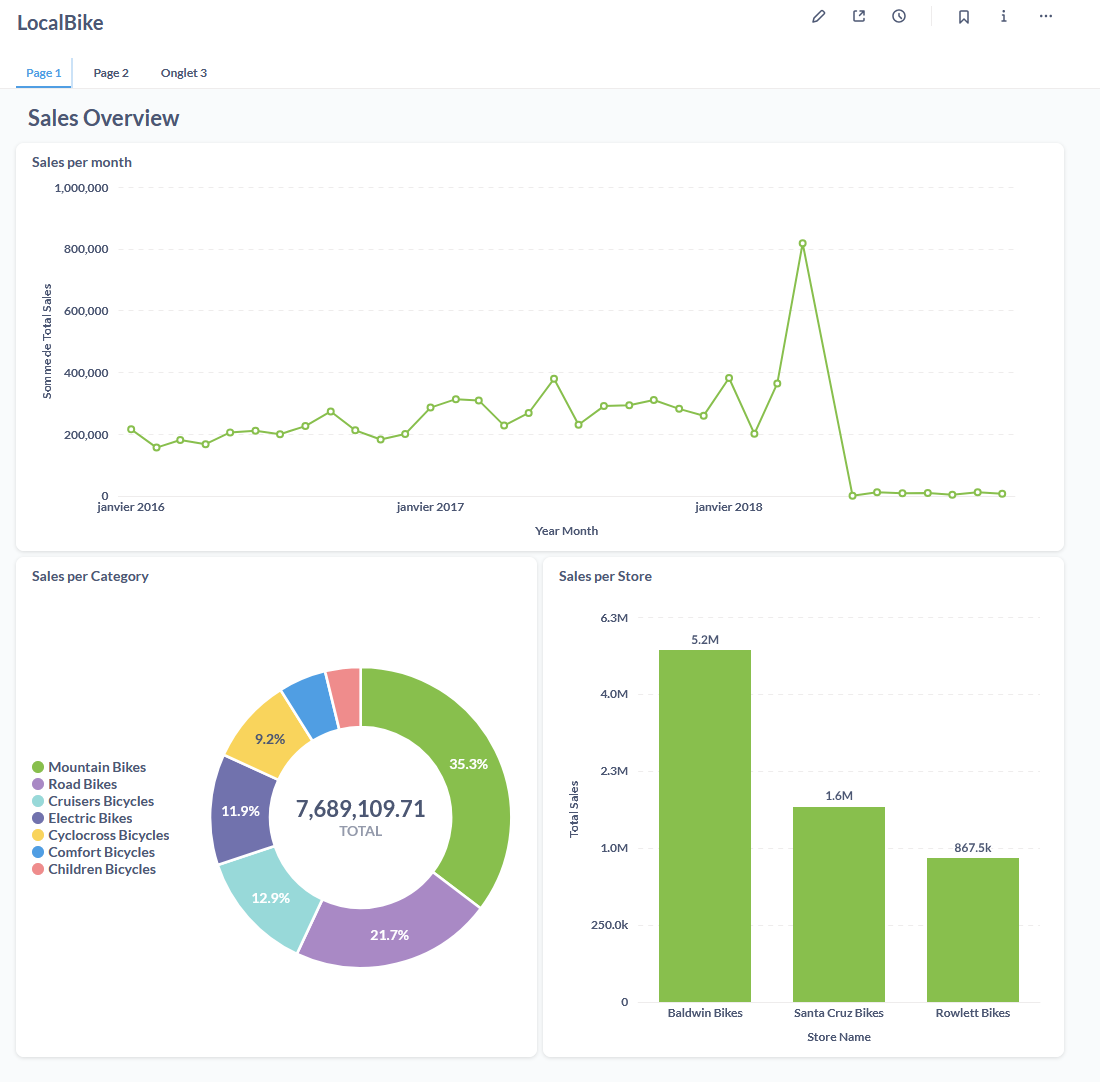 LocalBike
Page 1
Page 2
Onglet 3
Sales Overview
Sales per month
1,000,000
800,000
600,000
400,000
200,000
0
Somme de Total Sales
janvier 2016
janvier 2017
janvier 2018
Year Month
Sales per Category
Mountain Bikes
Road Bikes
Cruisers Bicycles
Electric Bikes
Cyclocross Bicycles
Comfort Bicycles
Children Bicycles
35.3%
21.7%
12.9%
11.9%
9.2%
7,689,109.71
TOTAL
Sales per Store
6.3M
4.0M
2.3M
1.0M
250.0k
0
Total Sales
5.2M
1.6M
867.5k
Baldwin Bikes
Santa Cruz Bikes
Rowlett Bikes
Store Name